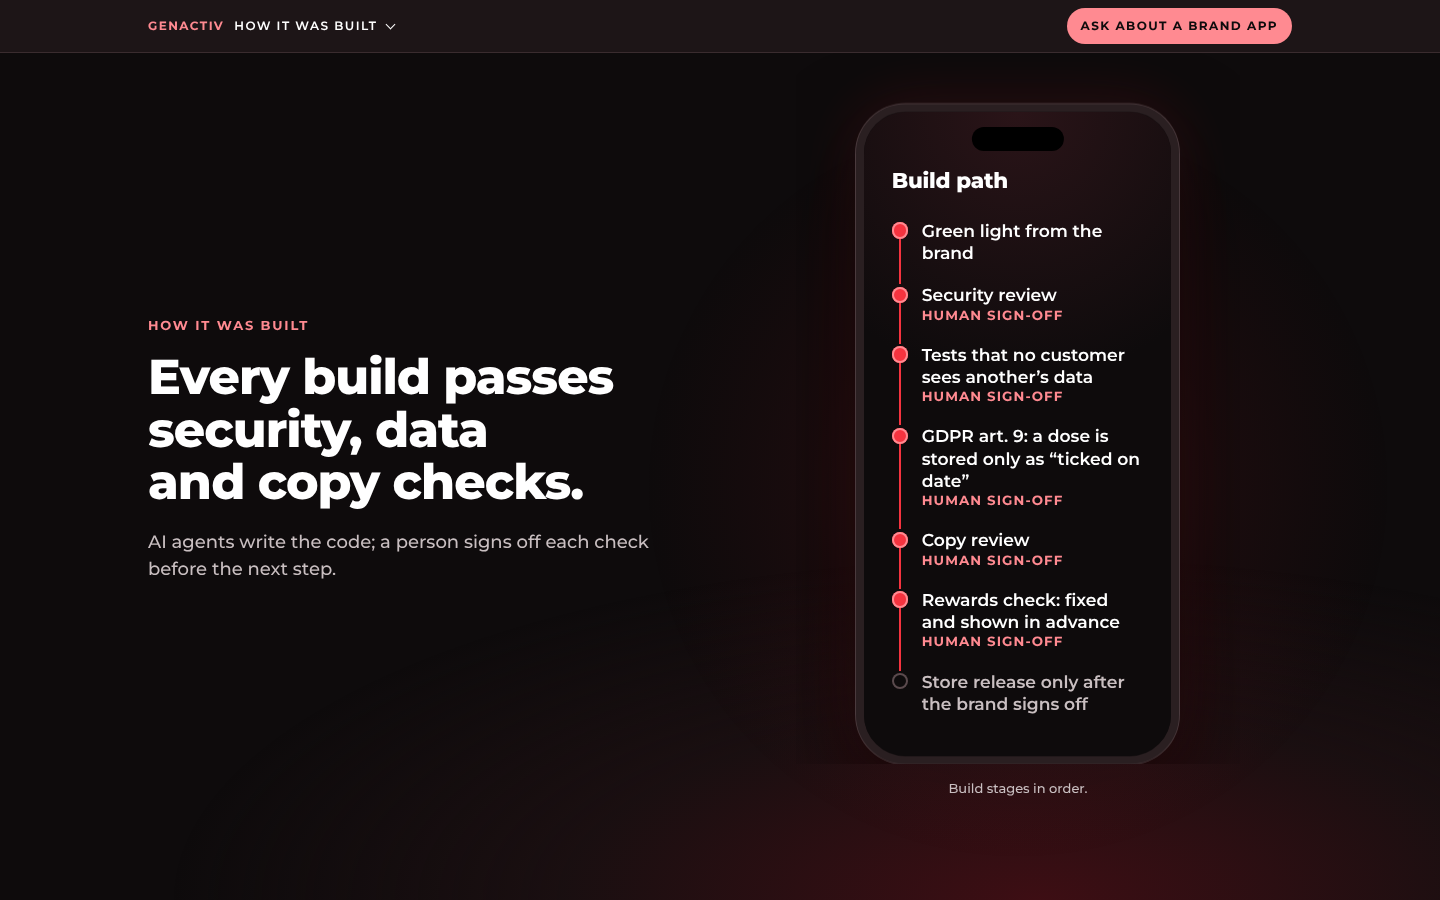 GENACTIV HOW IT WAS BUILT
ASK ABOUT A BRAND APP
HOW IT WAS BUILT
Every build passes
security, data
and copy checks.
AI agents write the code; a person signs off each check
before the next step.
Build path
Green light from the
brand
Security review
HUMAN SIGN-OFF
Tests that no customer
sees another’s data
HUMAN SIGN-OFF
GDPR art. 9: a dose is
stored only as “ticked on
date”
HUMAN SIGN-OFF
Copy review
HUMAN SIGN-OFF
Rewards check: fixed
and shown in advance
HUMAN SIGN-OFF
Store release only after
the brand signs off
Build stages in order.